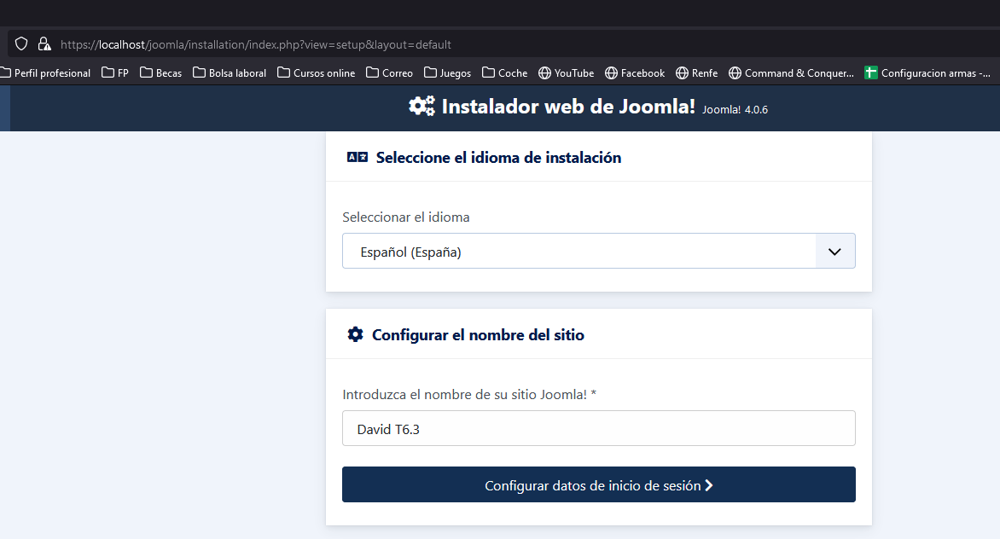 https://localhost/joomla/installation/index.php?view=setup&layout=default
Perfil profesional FP Becas Bolsa laboral Cursos online Correo Juegos Coche YouTube Facebook Renfe Command & Conquer... Configuracion armas -...
Instalador web de Joomla! Joomla! 4.0.6
Seleccione el idioma de instalación
Seleccionar el idioma
Español (España)
Configurar el nombre del sitio
Introduzca el nombre de su sitio Joomla! *
David T6.3
Configurar datos de inicio de sesión